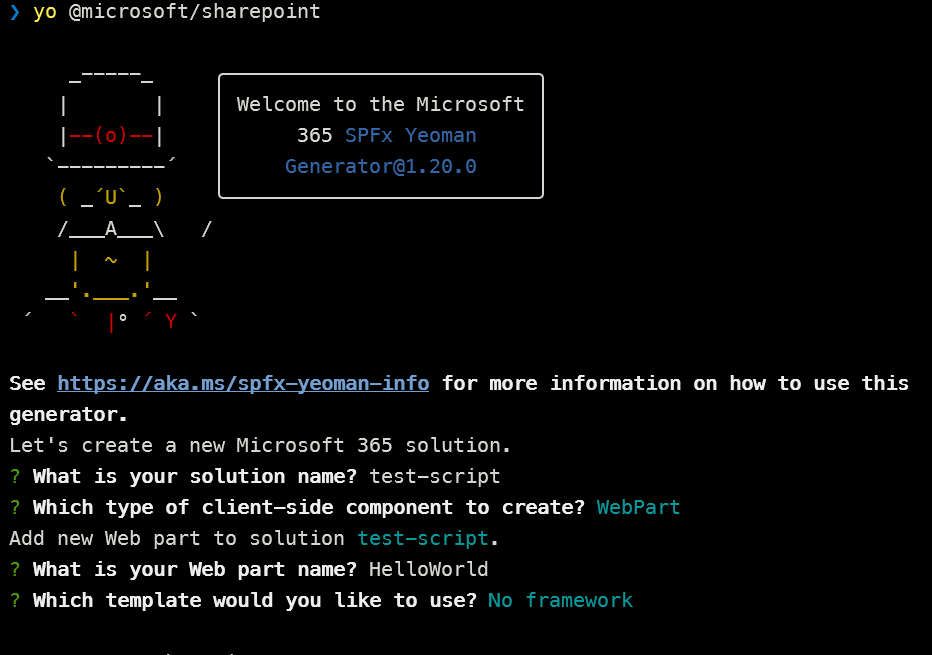 ❯ yo @microsoft/sharepoint
     _-----_
    |       |
    |--(o)--|
   `---------´
    ( _´U`_ )
    /___A___\   /
     |  ~  |
   __'.___.'__
 ´   `  |° ´ Y `
Welcome to the Microsoft
365 SPFx Yeoman
Generator@1.20.0
See https://aka.ms/spfx-yeoman-info for more information on how to use this
generator.
Let's create a new Microsoft 365 solution.
? What is your solution name? test-script
? Which type of client-side component to create? WebPart
Add new Web part to solution test-script.
? What is your Web part name? HelloWorld
? Which template would you like to use? No framework